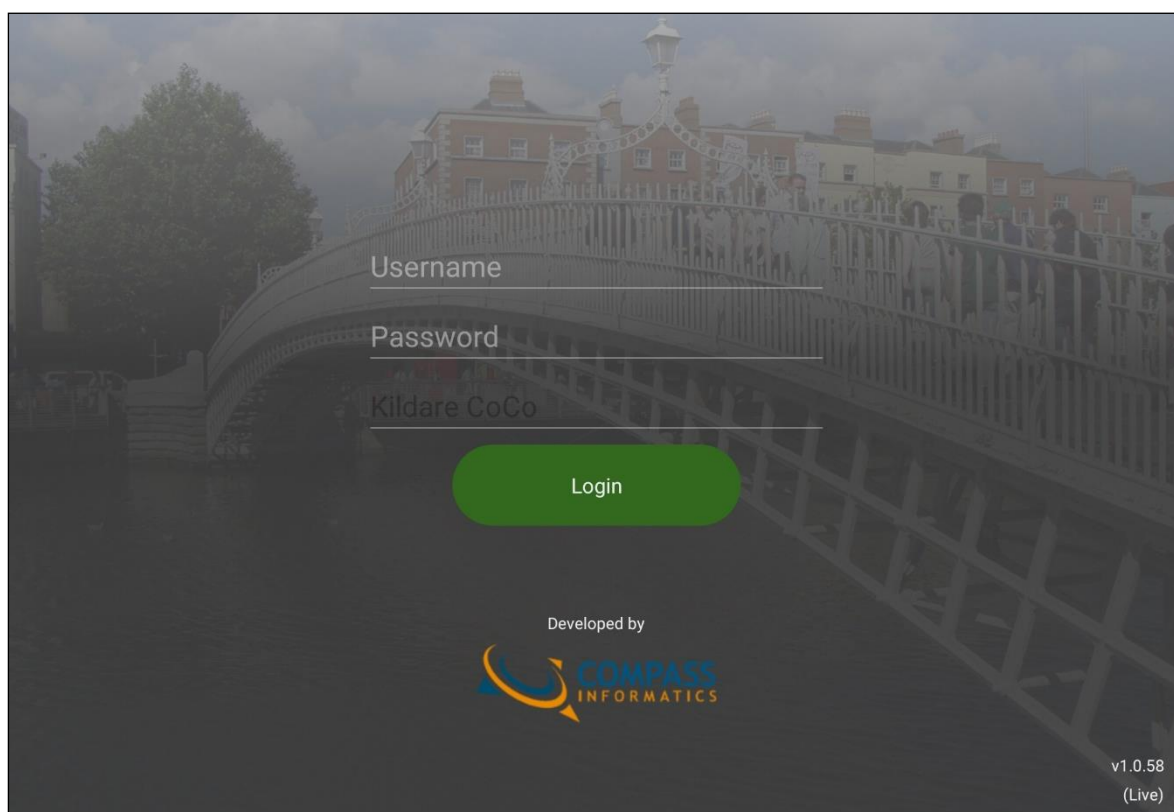 Username
Password
Kildare CoCo
Login
Developed by
COMPASS
INFORMATICS
v1.0.58
(Live)